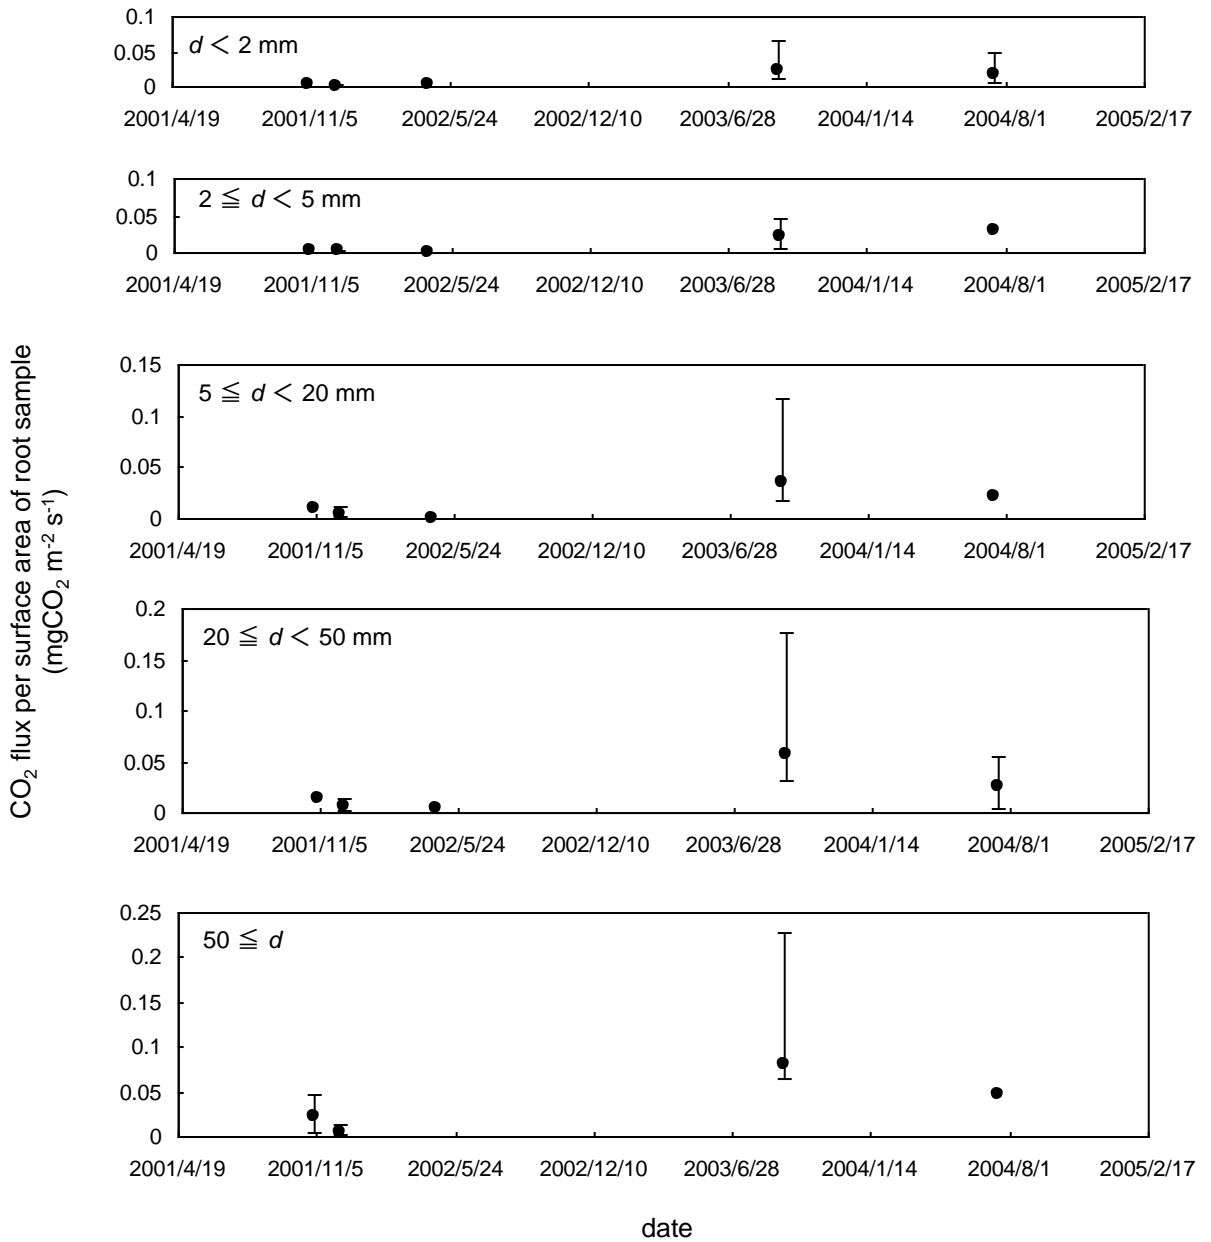 0.1
0.05
0
d < 2 mm
2001/4/19 2001/11/5 2002/5/24 2002/12/10 2003/6/28 2004/1/14 2004/8/1 2005/2/17
0.1
0.05
0
2 ≦ d < 5 mm
2001/4/19 2001/11/5 2002/5/24 2002/12/10 2003/6/28 2004/1/14 2004/8/1 2005/2/17
CO₂ flux per surface area of root sample
(mgCO₂ m⁻² s⁻¹)
0.15
0.1
0.05
0
5 ≦ d < 20 mm
2001/4/19 2001/11/5 2002/5/24 2002/12/10 2003/6/28 2004/1/14 2004/8/1 2005/2/17
0.2
0.15
0.1
0.05
0
20 ≦ d < 50 mm
2001/4/19 2001/11/5 2002/5/24 2002/12/10 2003/6/28 2004/1/14 2004/8/1 2005/2/17
0.25
0.2
0.15
0.1
0.05
0
50 ≦ d
2001/4/19 2001/11/5 2002/5/24 2002/12/10 2003/6/28 2004/1/14 2004/8/1 2005/2/17
date